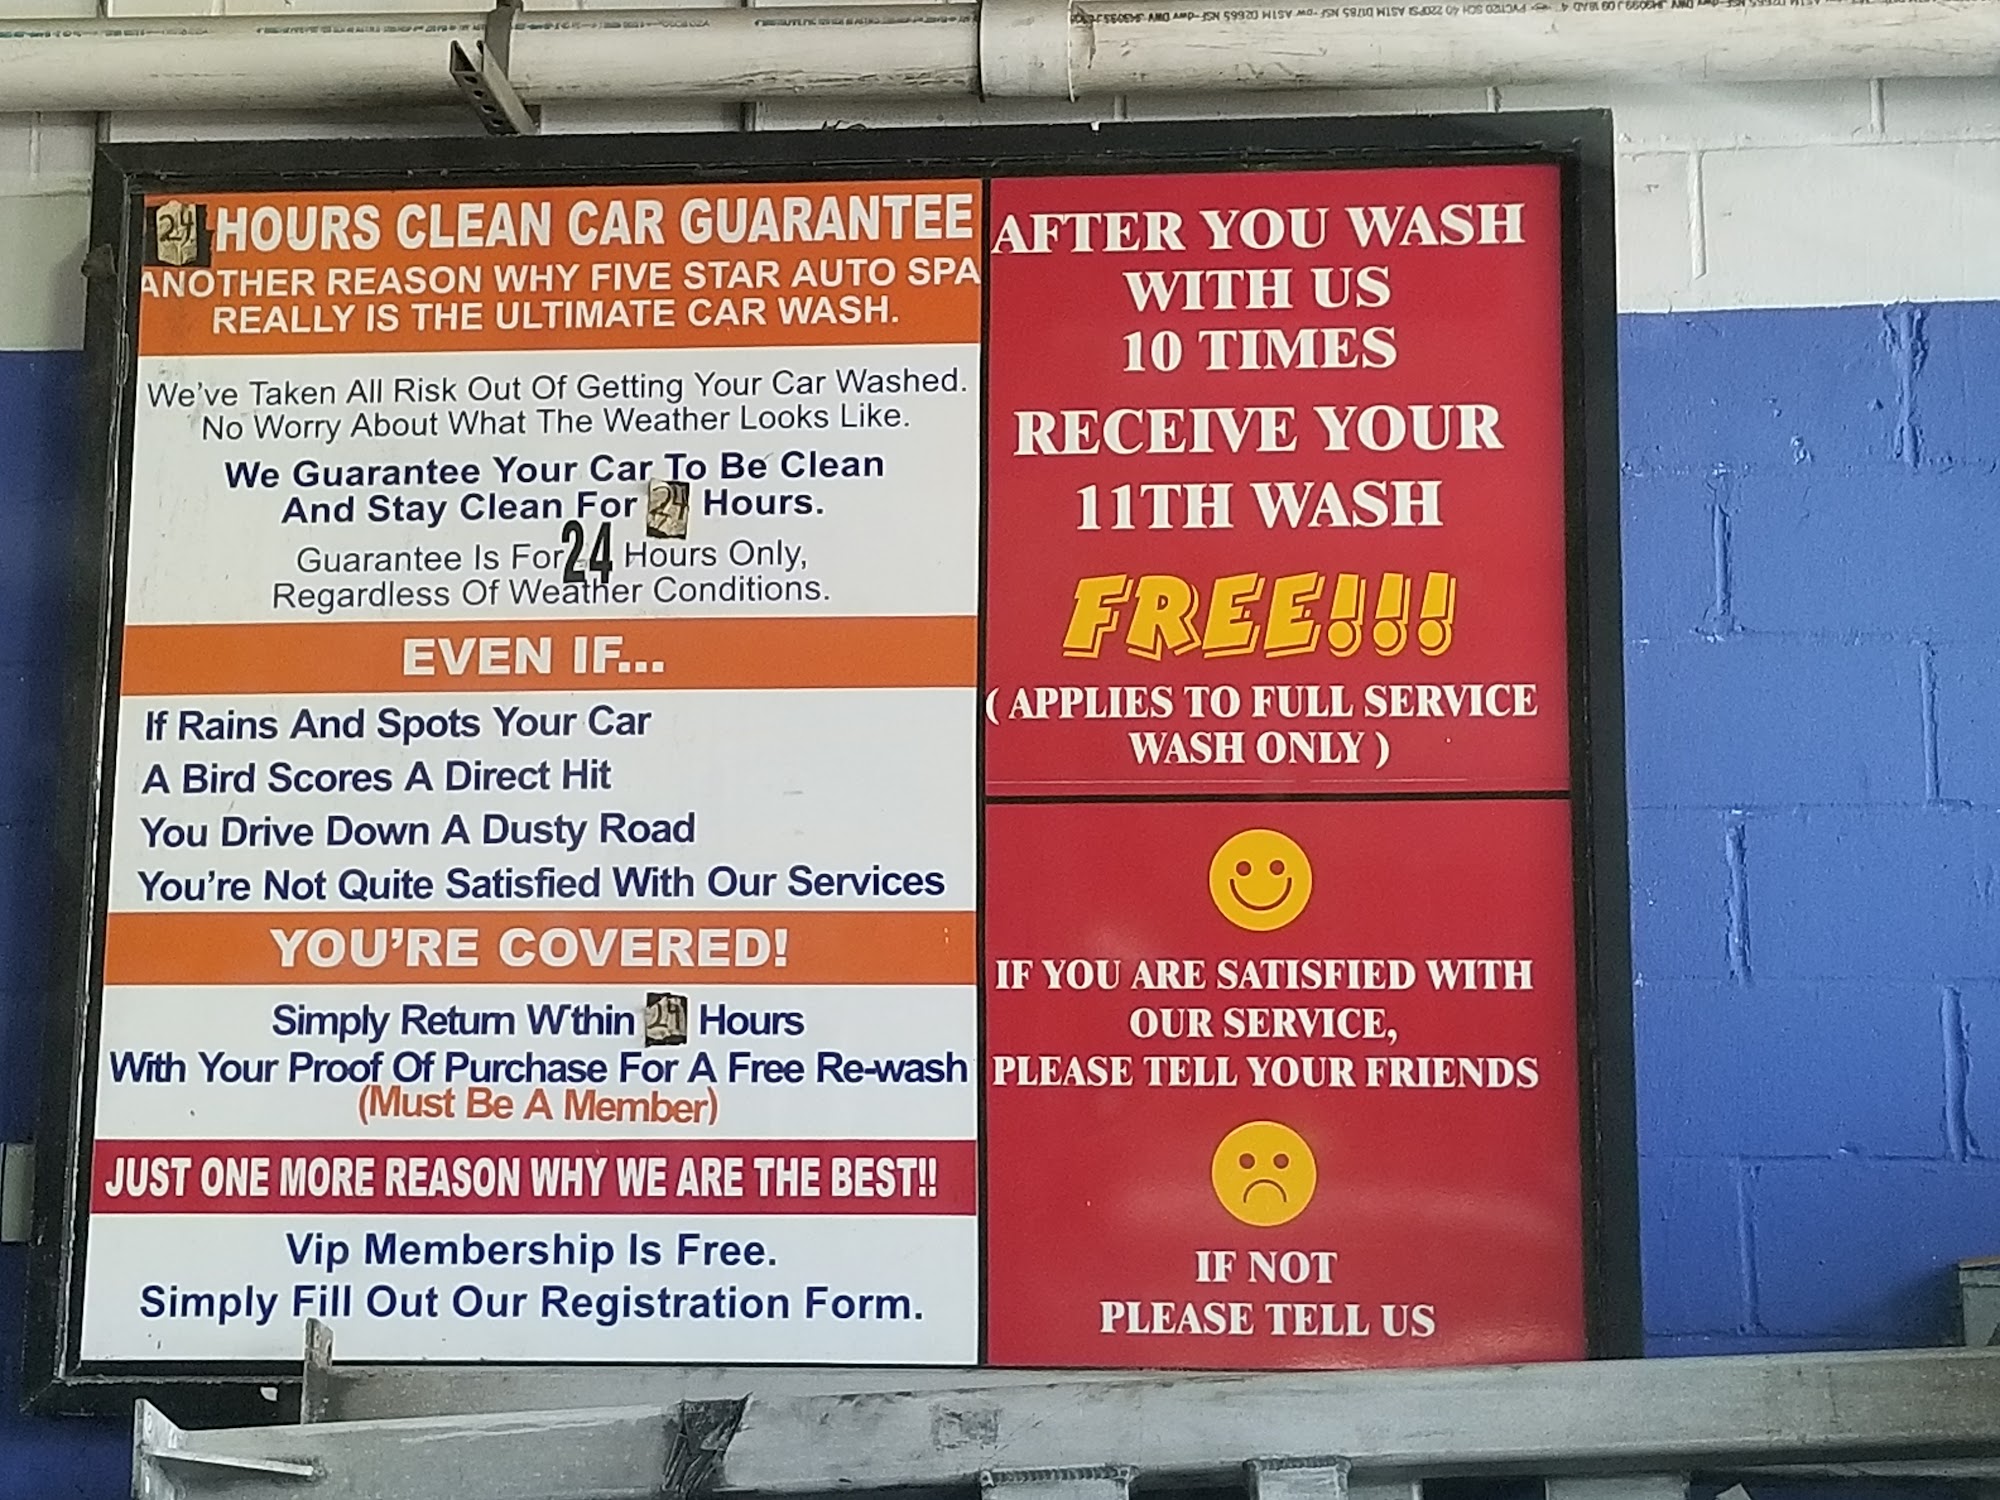 24 HOURS CLEAN CAR GUARANTEE
ANOTHER REASON WHY FIVE STAR AUTO SPA
REALLY IS THE ULTIMATE CAR WASH.
We've Taken All Risk Out Of Getting Your Car Washed.
No Worry About What The Weather Looks Like.
We Guarantee Your Car To Be Clean
And Stay Clean For 24 Hours.
Guarantee Is For 24 Hours Only,
Regardless Of Weather Conditions.
EVEN IF...
If Rains And Spots Your Car
A Bird Scores A Direct Hit
You Drive Down A Dusty Road
You're Not Quite Satisfied With Our Services
YOU'RE COVERED!
Simply Return W'thin 24 Hours
With Your Proof Of Purchase For A Free Re-wash
(Must Be A Member)
JUST ONE MORE REASON WHY WE ARE THE BEST!!
Vip Membership Is Free.
Simply Fill Out Our Registration Form.
AFTER YOU WASH
WITH US
10 TIMES
RECEIVE YOUR
11TH WASH
FREE!!!
( APPLIES TO FULL SERVICE
WASH ONLY )
IF YOU ARE SATISFIED WITH
OUR SERVICE,
PLEASE TELL YOUR FRIENDS
IF NOT
PLEASE TELL US